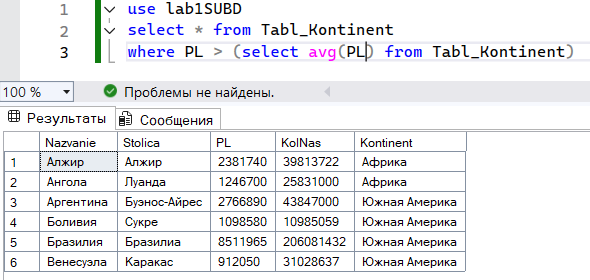 1 use lab1SUBD
2 select * from Tabl_Kontinent
3 where PL > (select avg(PL) from Tabl_Kontinent)
100 % Проблемы не найдены.
Результаты Сообщения
Nazvanie Stolica PL KolNas Kontinent
1 Алжир Алжир 2381740 39813722 Африка
2 Ангола Луанда 1246700 25831000 Африка
3 Аргентина Буэнос-Айрес 2766890 43847000 Южная Америка
4 Боливия Сукре 1098580 10985059 Южная Америка
5 Бразилия Бразилиа 8511965 206081432 Южная Америка
6 Венесуэла Каракас 912050 31028637 Южная Америка